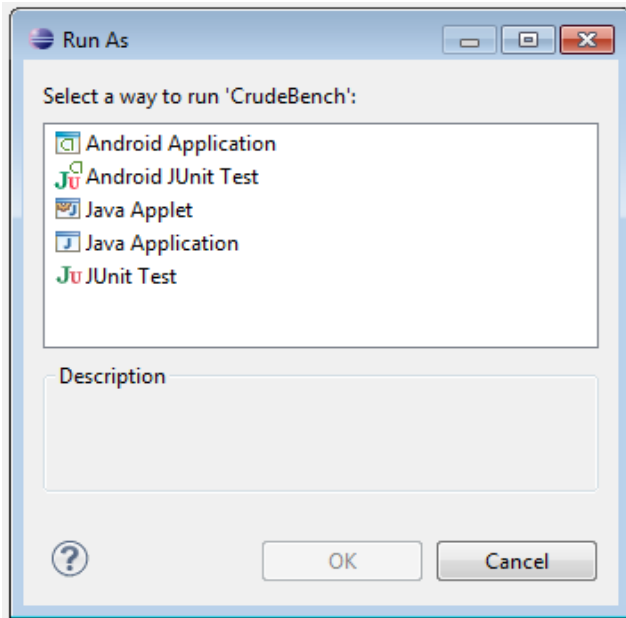 Run As
Select a way to run 'CrudeBench':
Android Application
Android JUnit Test
Java Applet
Java Application
JUnit Test
Description
OK
Cancel